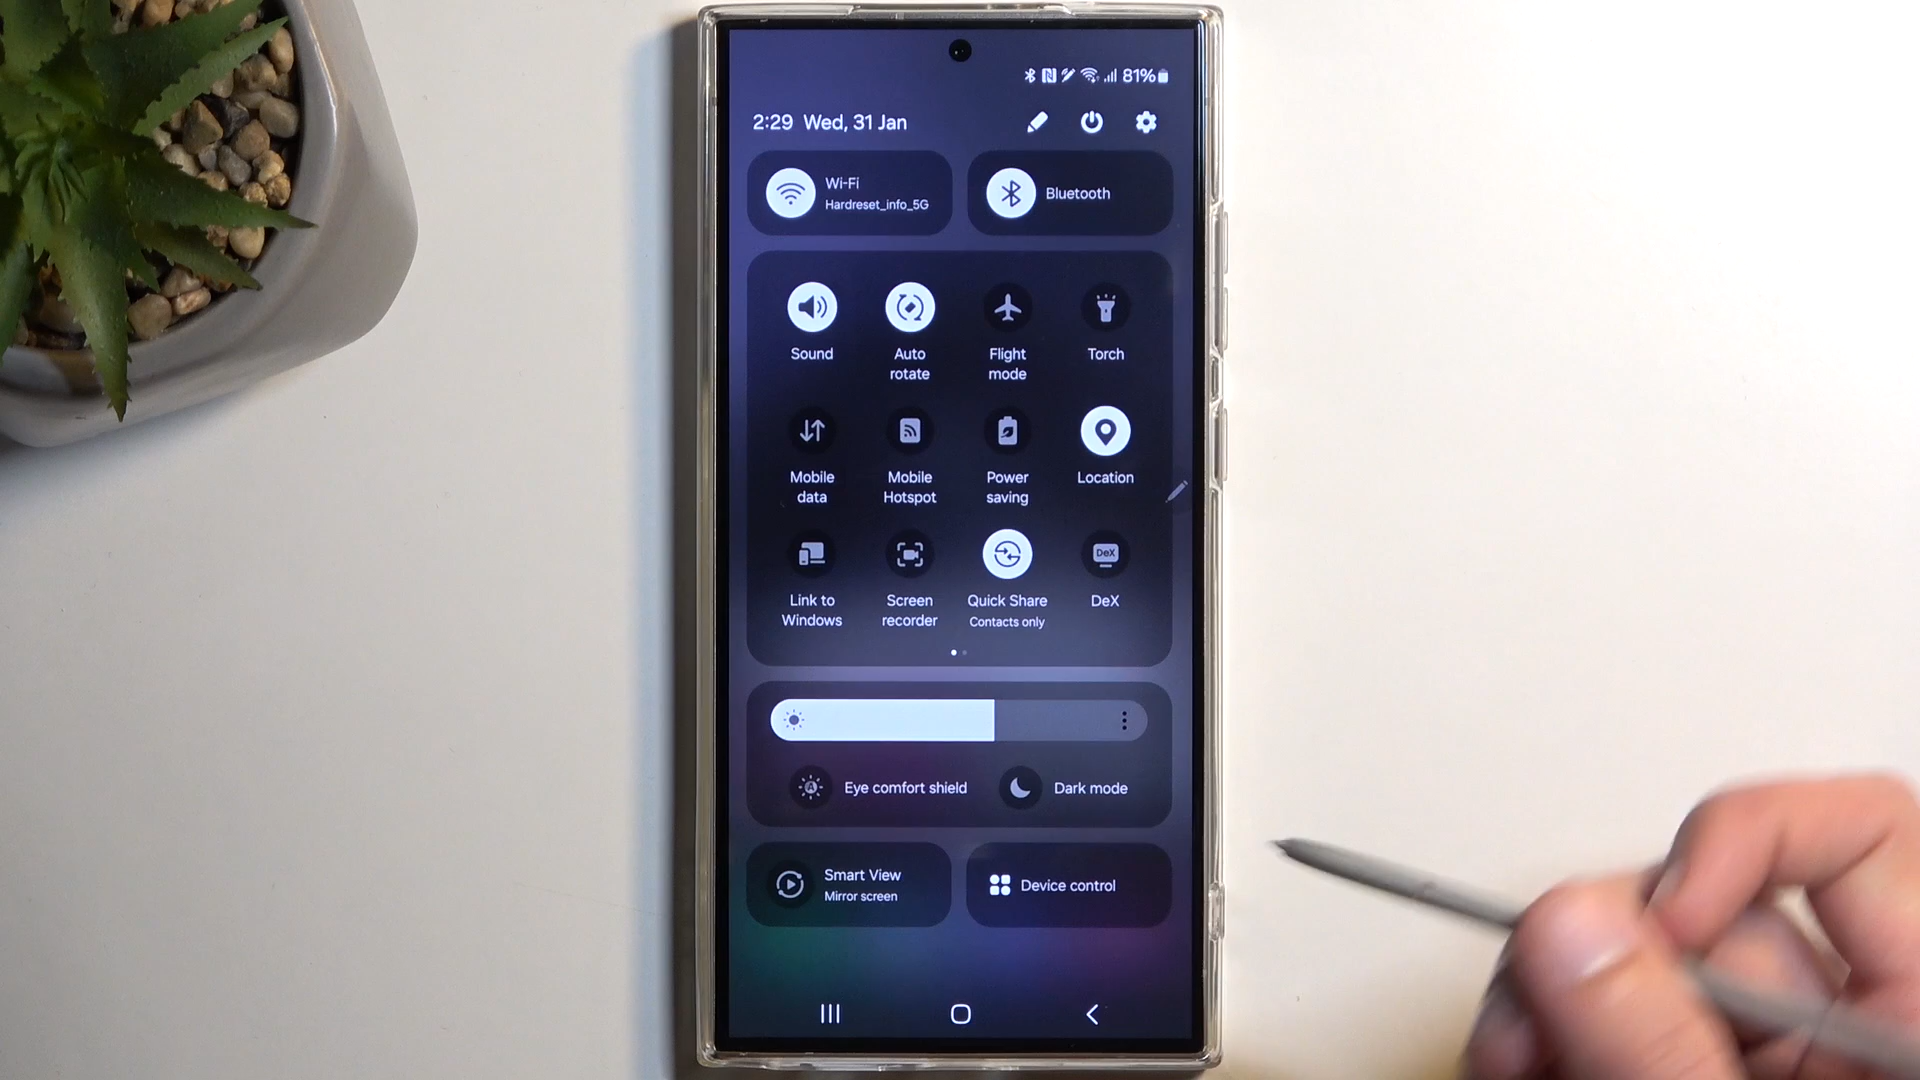 81%
2:29 Wed, 31 Jan
Wi-Fi
Hardreset_info_5G
Bluetooth
Sound
Auto
rotate
Flight
mode
Torch
Mobile
data
Mobile
Hotspot
Power
saving
Location
Link to
Windows
Screen
recorder
Quick Share
Contacts only
DeX
DeX
Eye comfort shield
Dark mode
Smart View
Mirror screen
Device control